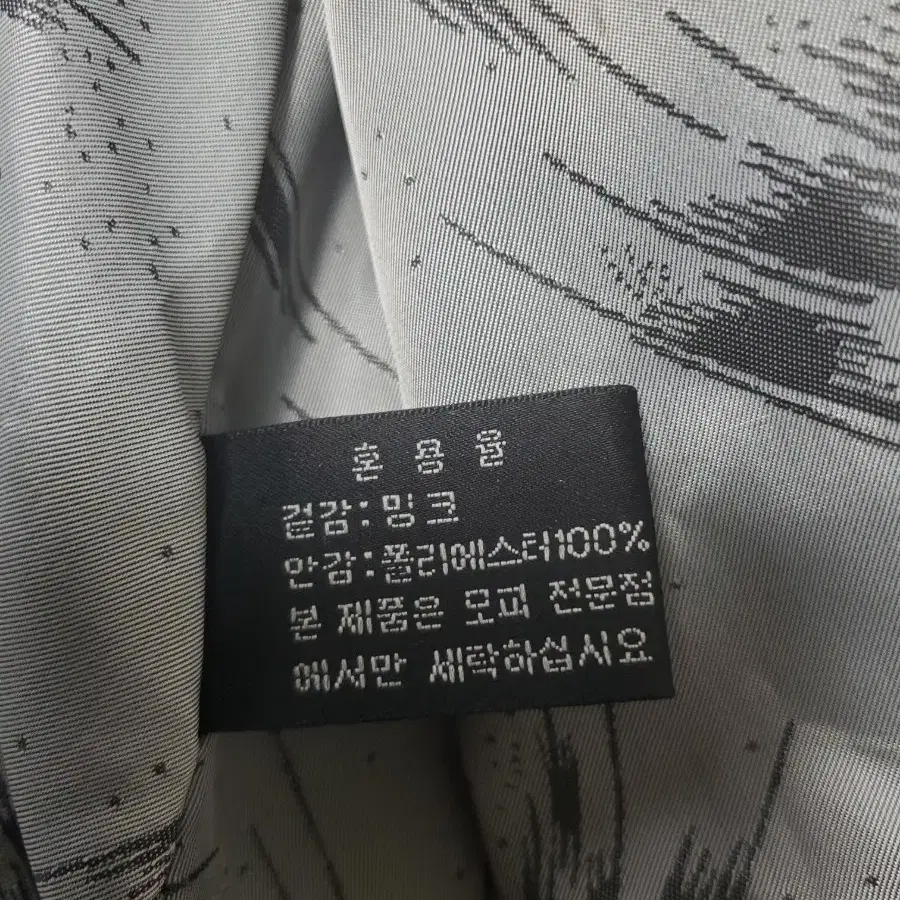 혼 용 율
겉감:밍크
안감:폴리에스터100%
본 제품은 모피 전문점
에서만 세탁하십시오